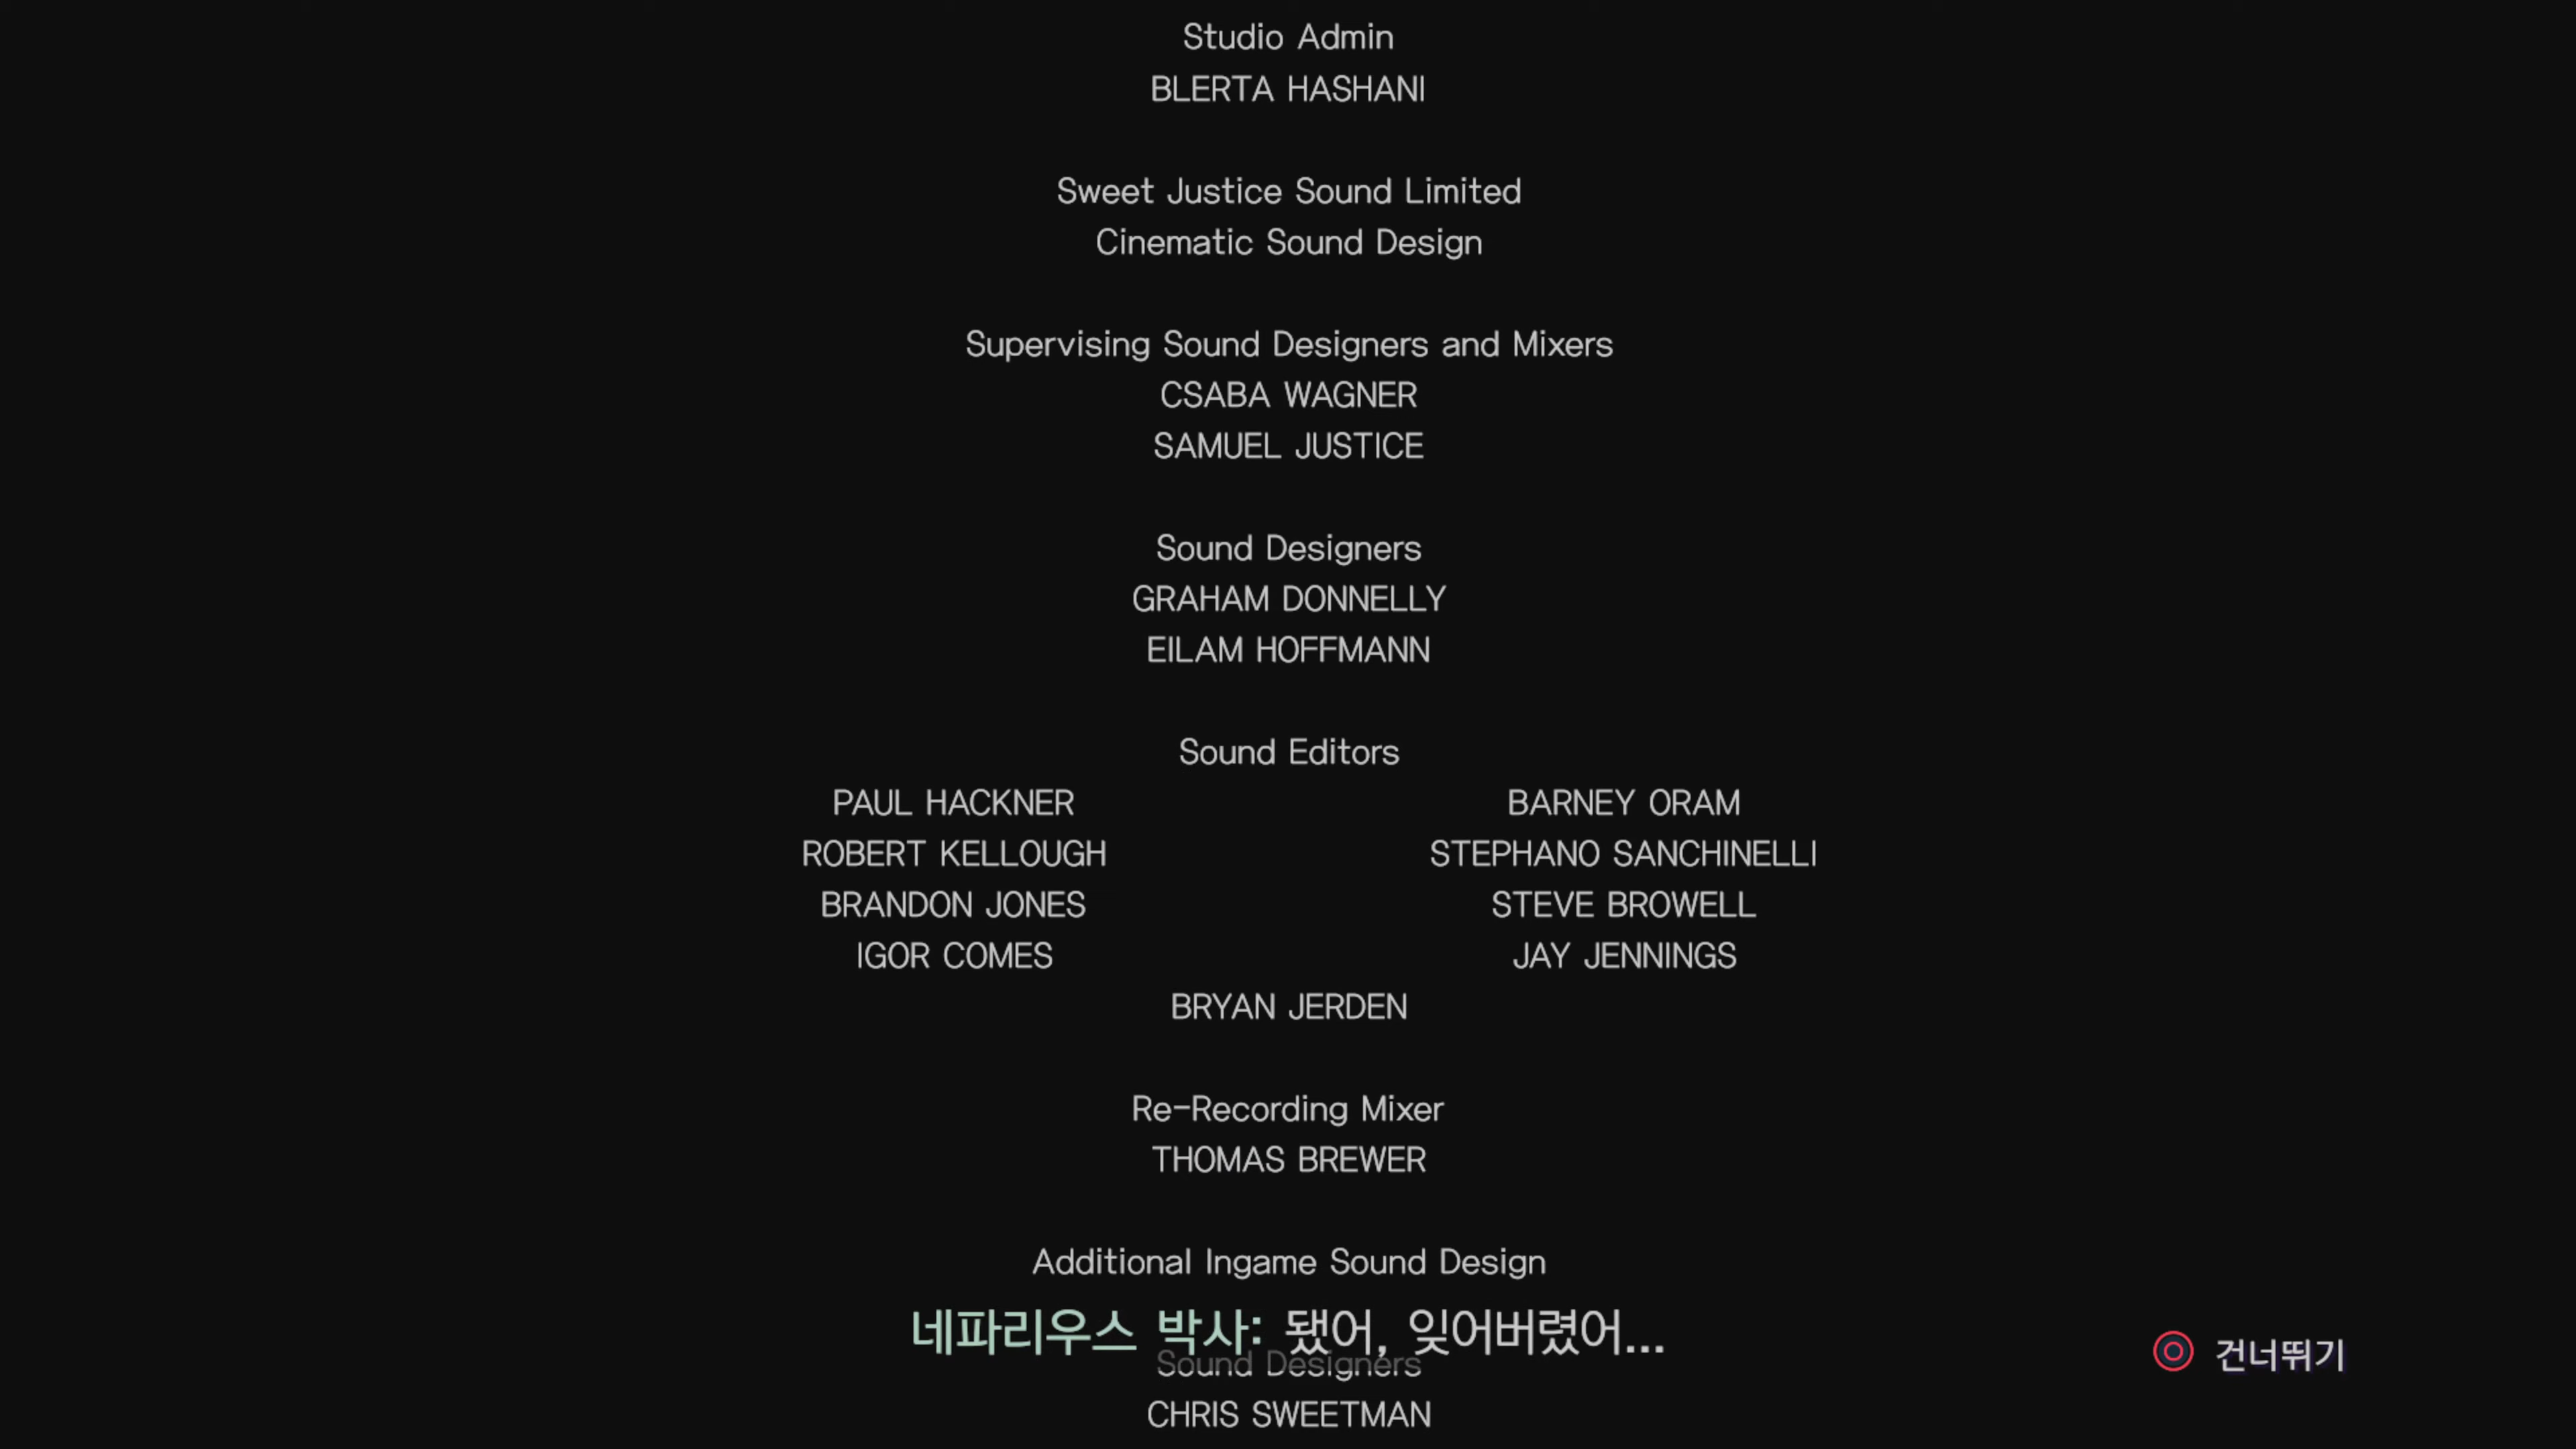 Studio Admin
BLERTA HASHANI
Sweet Justice Sound Limited
Cinematic Sound Design
Supervising Sound Designers and Mixers
CSABA WAGNER
SAMUEL JUSTICE
Sound Designers
GRAHAM DONNELLY
EILAM HOFFMANN
Sound Editors
PAUL HACKNER BARNEY ORAM
ROBERT KELLOUGH STEPHANO SANCHINELLI
BRANDON JONES STEVE BROWELL
IGOR COMES JAY JENNINGS
BRYAN JERDEN
Re-Recording Mixer
THOMAS BREWER
Additional Ingame Sound Design
네파리우스 박사: 됐어, 잊어버렸어...
건너뛰기
Sound Designers
CHRIS SWEETMAN